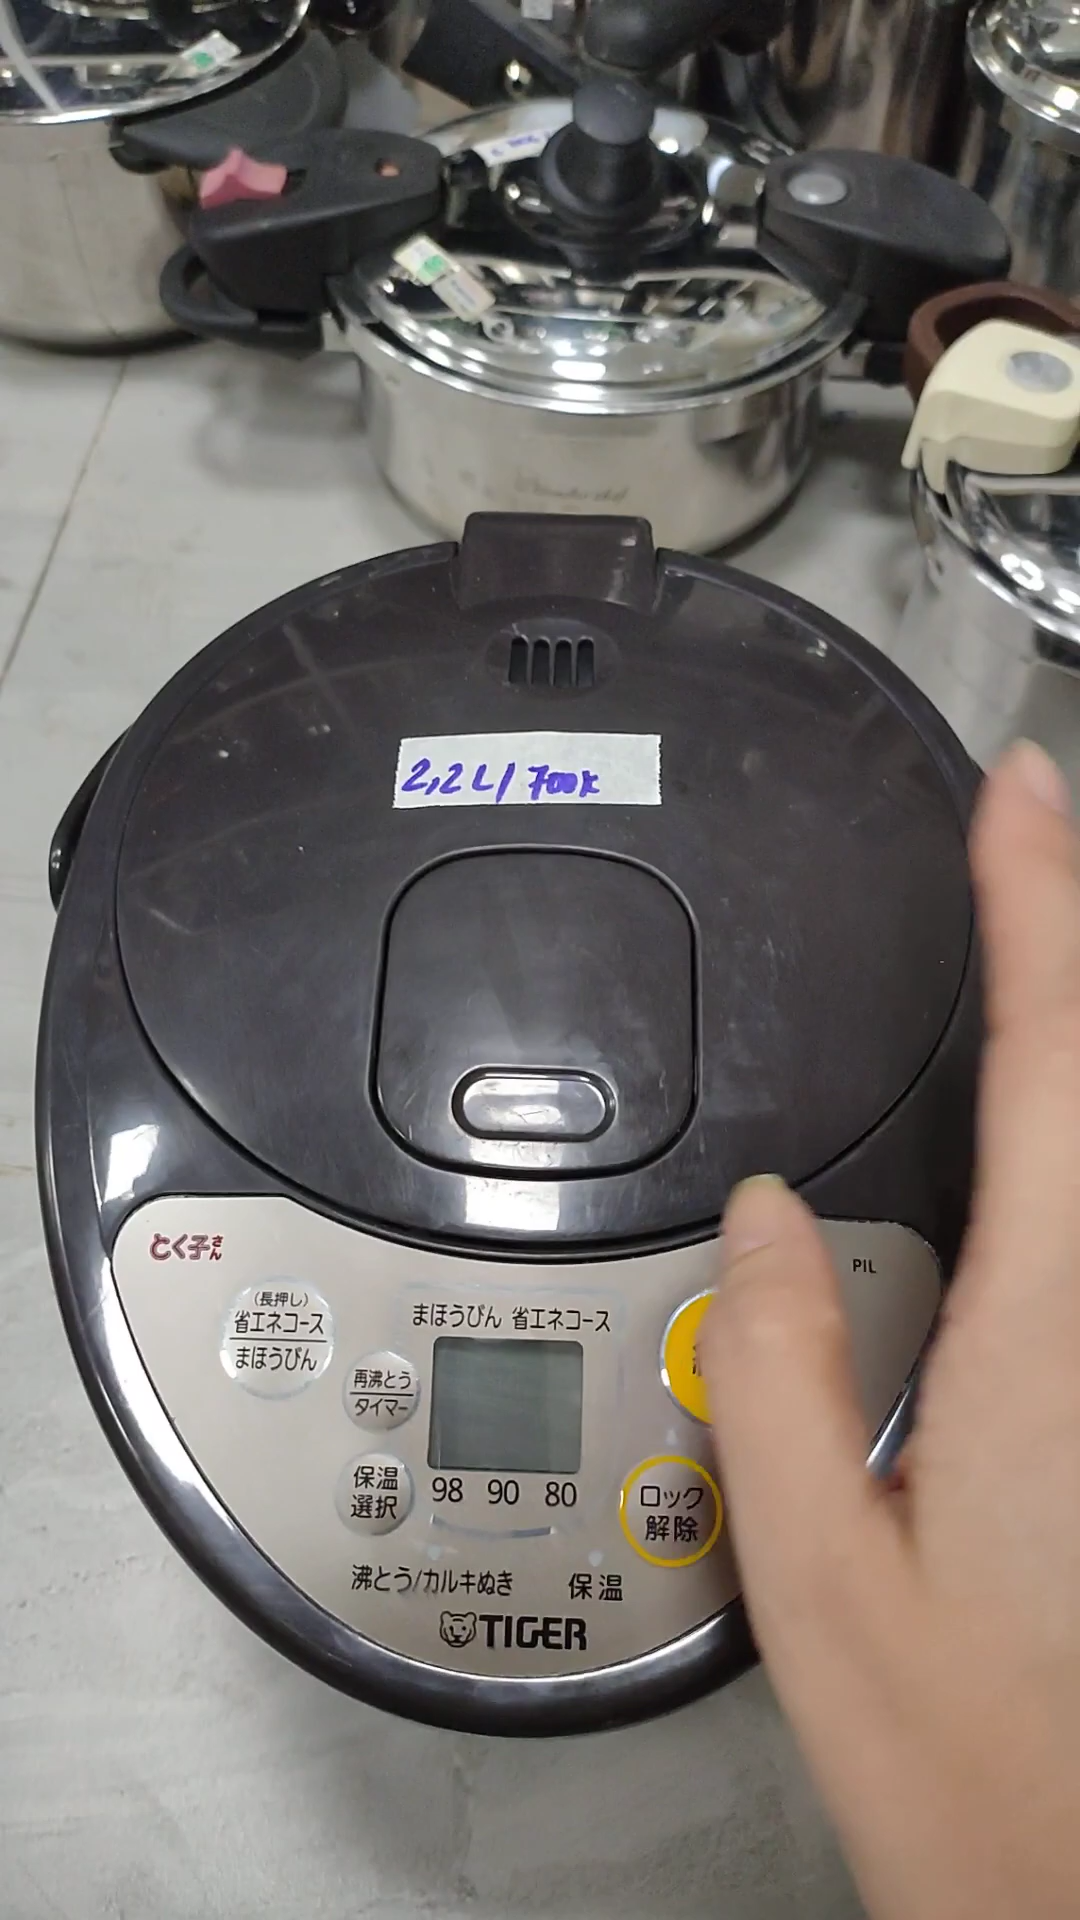 2,2L/700K
とく子さん
PIL
(長押し)
省エネコース
まほうびん
まほうびん 省エネコース
再沸とう
タイマー
保温
選択
98 90 80
ロック
解除
沸とう/カルキぬき 保温
TIGER